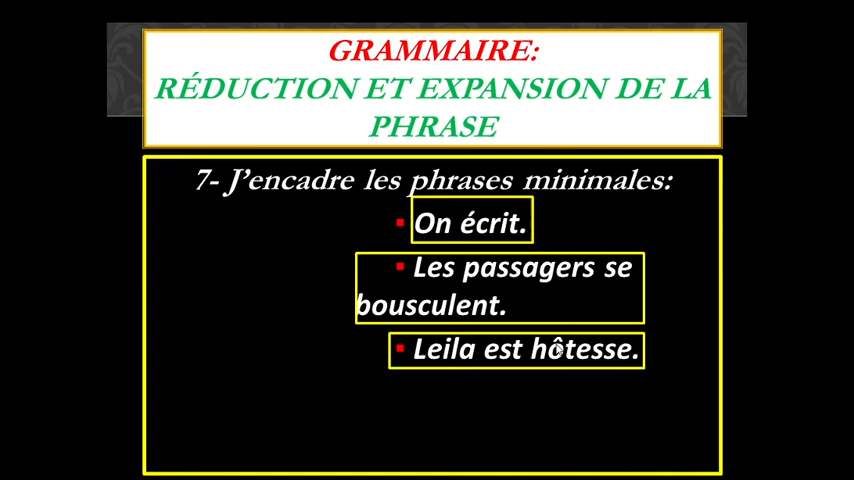 GRAMMAIRE:
RÉDUCTION ET EXPANSION DE LA
PHRASE
7- J'encadre les phrases minimales:
▪ On écrit.
▪ Les passagers se
bousculent.
▪ Leila est hôtesse.